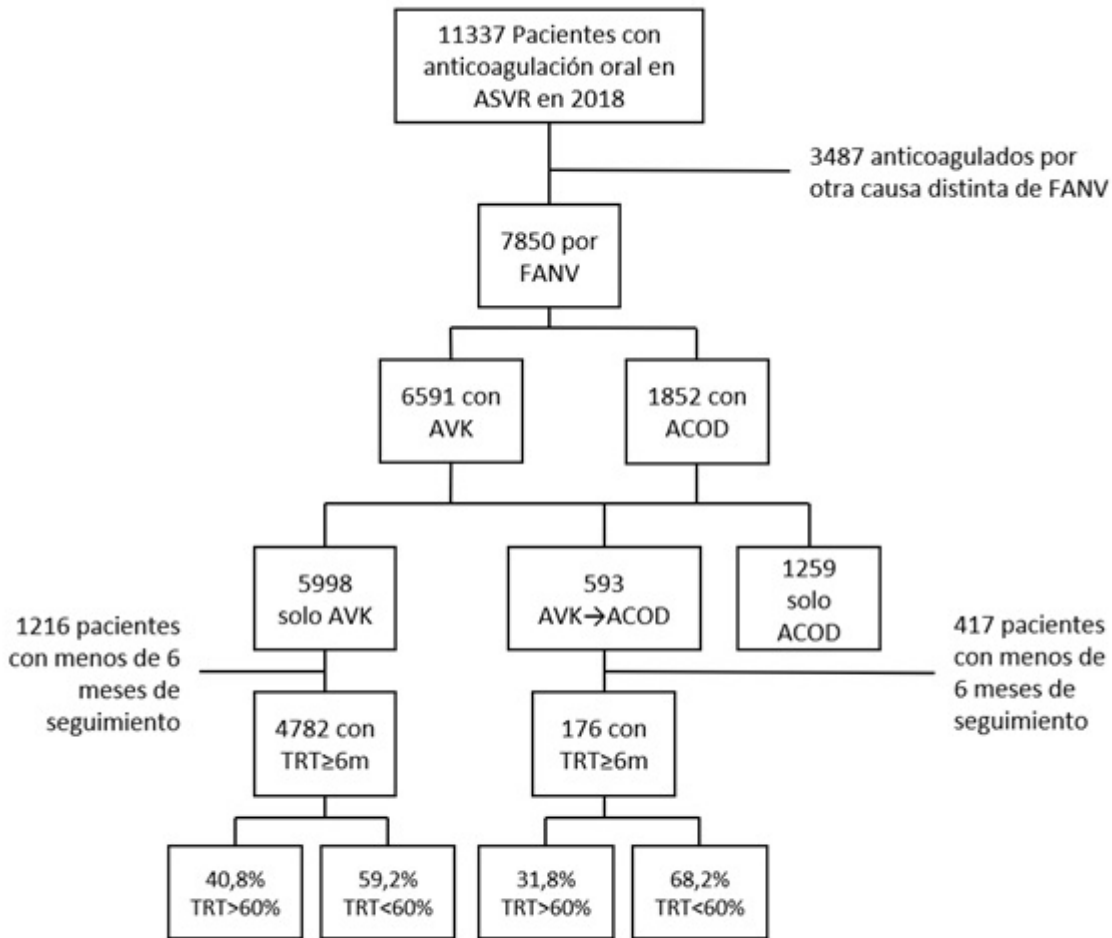 11337 Pacientes con
anticoagulación oral en
ASVR en 2018
3487 anticoagulados por
otra causa distinta de FANV
7850 por
FANV
6591 con
AVK
1852 con
ACOD
5998
solo AVK
593
AVK→ACOD
1259
solo
ACOD
1216 pacientes
con menos de 6
meses de
seguimiento
417 pacientes
con menos de
6 meses de
seguimiento
4782 con
TRT≥6m
176 con
TRT≥6m
40,8%
TRT>60%
59,2%
TRT<60%
31,8%
TRT>60%
68,2%
TRT<60%